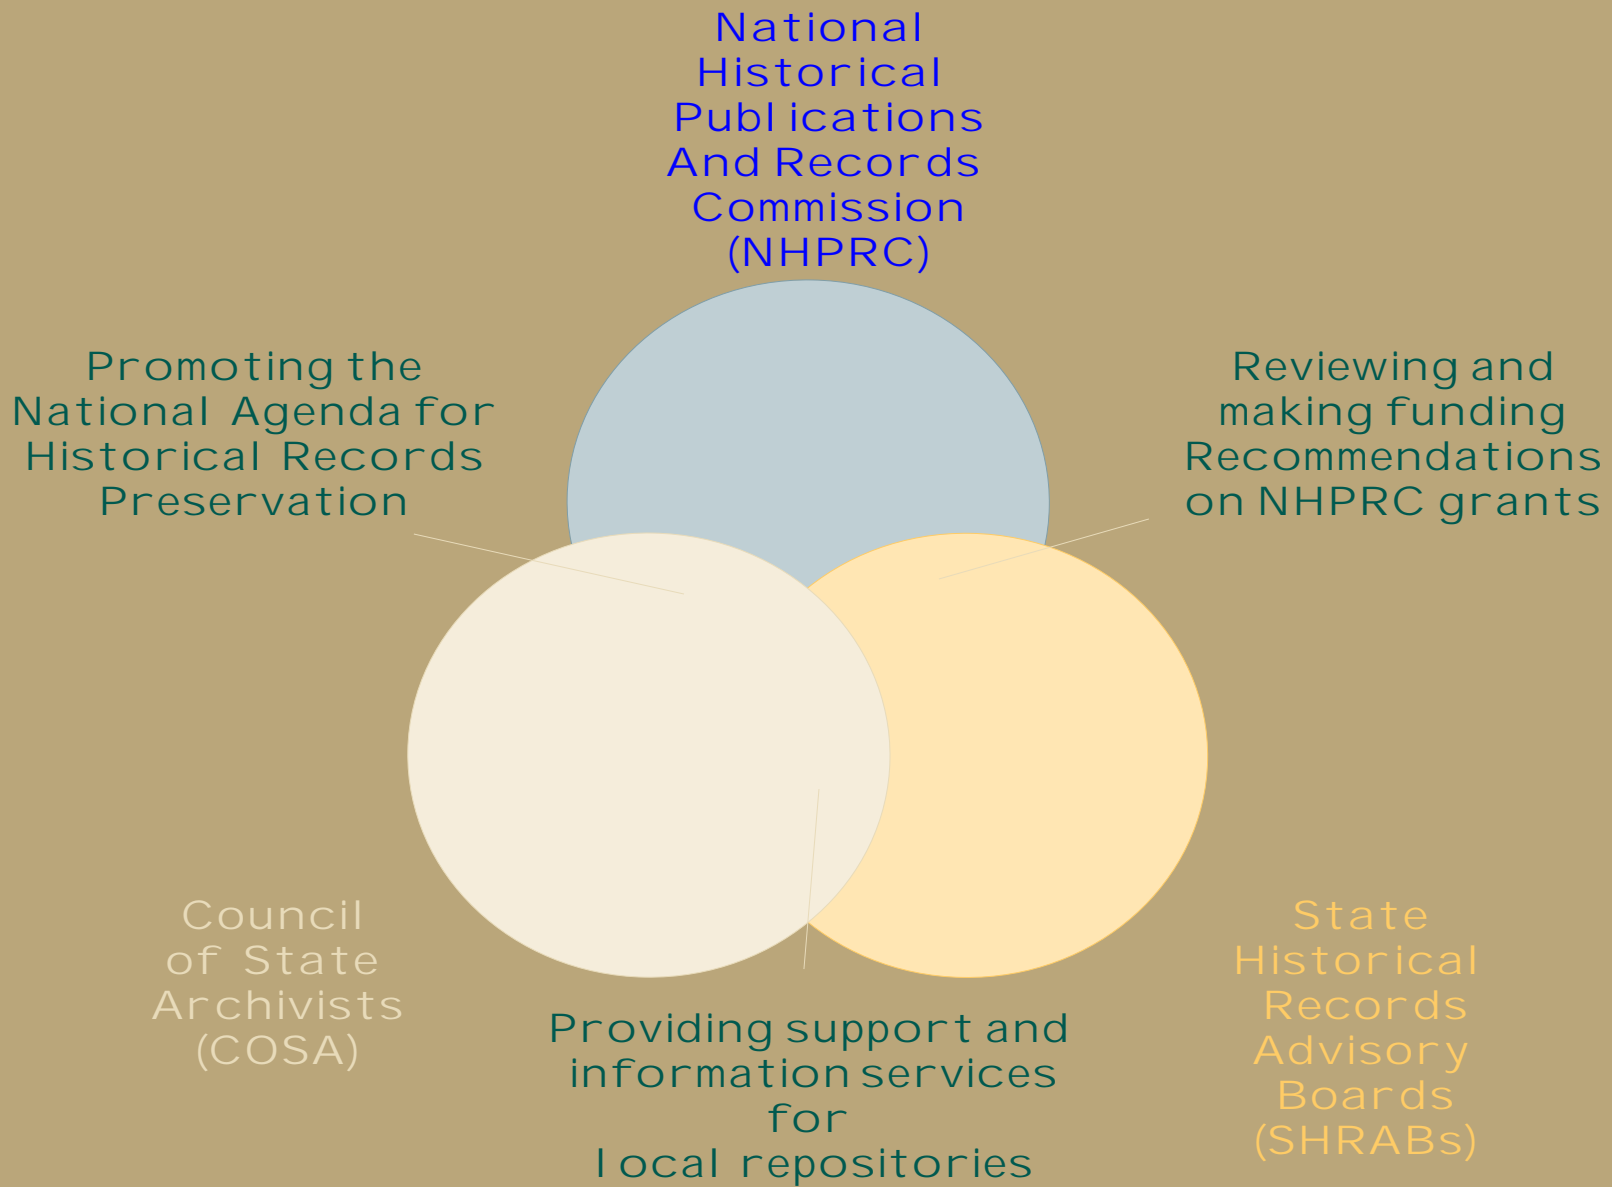 National
Historical
Publications
And Records
Commission
(NHPRC)
Promoting the
National Agenda for
Historical Records
Preservation
Reviewing and
making funding
Recommendations
on NHPRC grants
Council
of State
Archivists
(COSA)
Providing support and
information services
for
local repositories
State
Historical
Records
Advisory
Boards
(SHRABs)